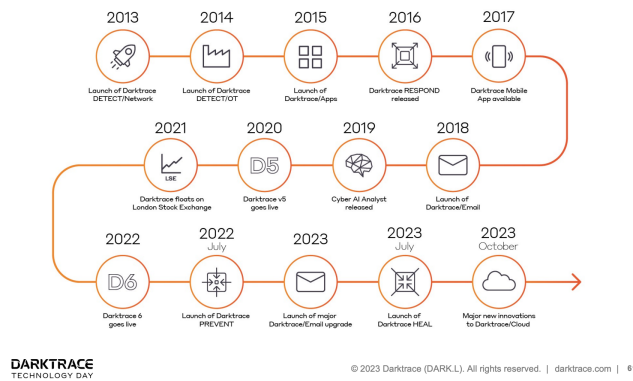 2013
Launch of Darktrace
DETECT/Network
2014
Launch of Darktrace
DETECT/OT
2015
Launch of
Darktrace/Apps
2016
Darktrace RESPOND
released
2017
Darktrace Mobile
App available
2018
Launch of
Darktrace/Email
2019
Cyber AI Analyst
released
2020
D5
Darktrace v5
goes live
2021
LSE
Darktrace floats on
London Stock Exchange
2022
D6
Darktrace 6
goes live
2022
July
Launch of Darktrace
PREVENT
2023
Launch of major
Darktrace/Email upgrade
2023
July
Launch of
Darktrace HEAL
2023
October
Major new innovations
to Darktrace/Cloud
DARKTRACE
TECHNOLOGY DAY
© 2023 Darktrace (DARK.L). All rights reserved. | darktrace.com | 6